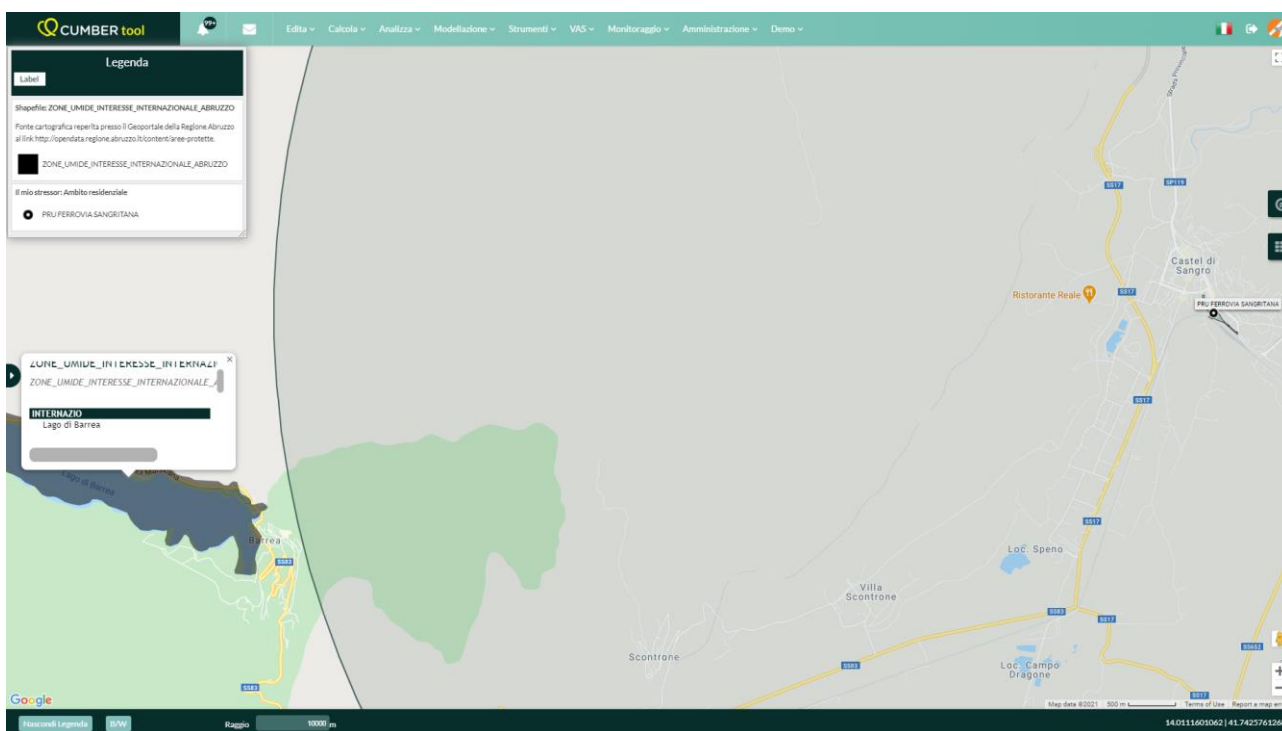 CUMBER tool
99+
Edita
Calcola
Analizza
Modellazione
Strumenti
VAS
Monitoraggio
Amministrazione
Demo
Legenda
Label
Shapefile: ZONE_UMIDE_INTERESSE_INTERNAZIONALE_ABRUZZO
Fonte cartografica reperita presso il Geoportale della Regione Abruzzo
al link http://opendata.regione.abruzzo.it/content/aree-protette.
ZONE_UMIDE_INTERESSE_INTERNAZIONALE_ABRUZZO
Il mio stressor: Ambito residenziale
PRU FERROVIA SANGRITANA
Strada Provinciale
SS17
SP119
Castel di
Sangro
Ristorante Reale
SS17
PRU FERROVIA SANGRITANA
ZONE_UMIDE_INTERESSE_INTERNAZI
ZONE_UMIDE_INTERESSE_INTERNAZIONALE_A
INTERNAZIO
Lago di Barrea
SS17
Lago di Barrea
Barrea
SS83
SS17
Loc. Speno
Villa
Scontrone
SS83
SS17
Scontrone
SS83
SS652
Loc. Campo
Dragone
SS83
SS17
Google
Map data ©2021
500 m
Terms of Use
Report a map err
Nascondi Legenda
B/W
Raggio
10000 m
14.0111601062 | 41.742576126